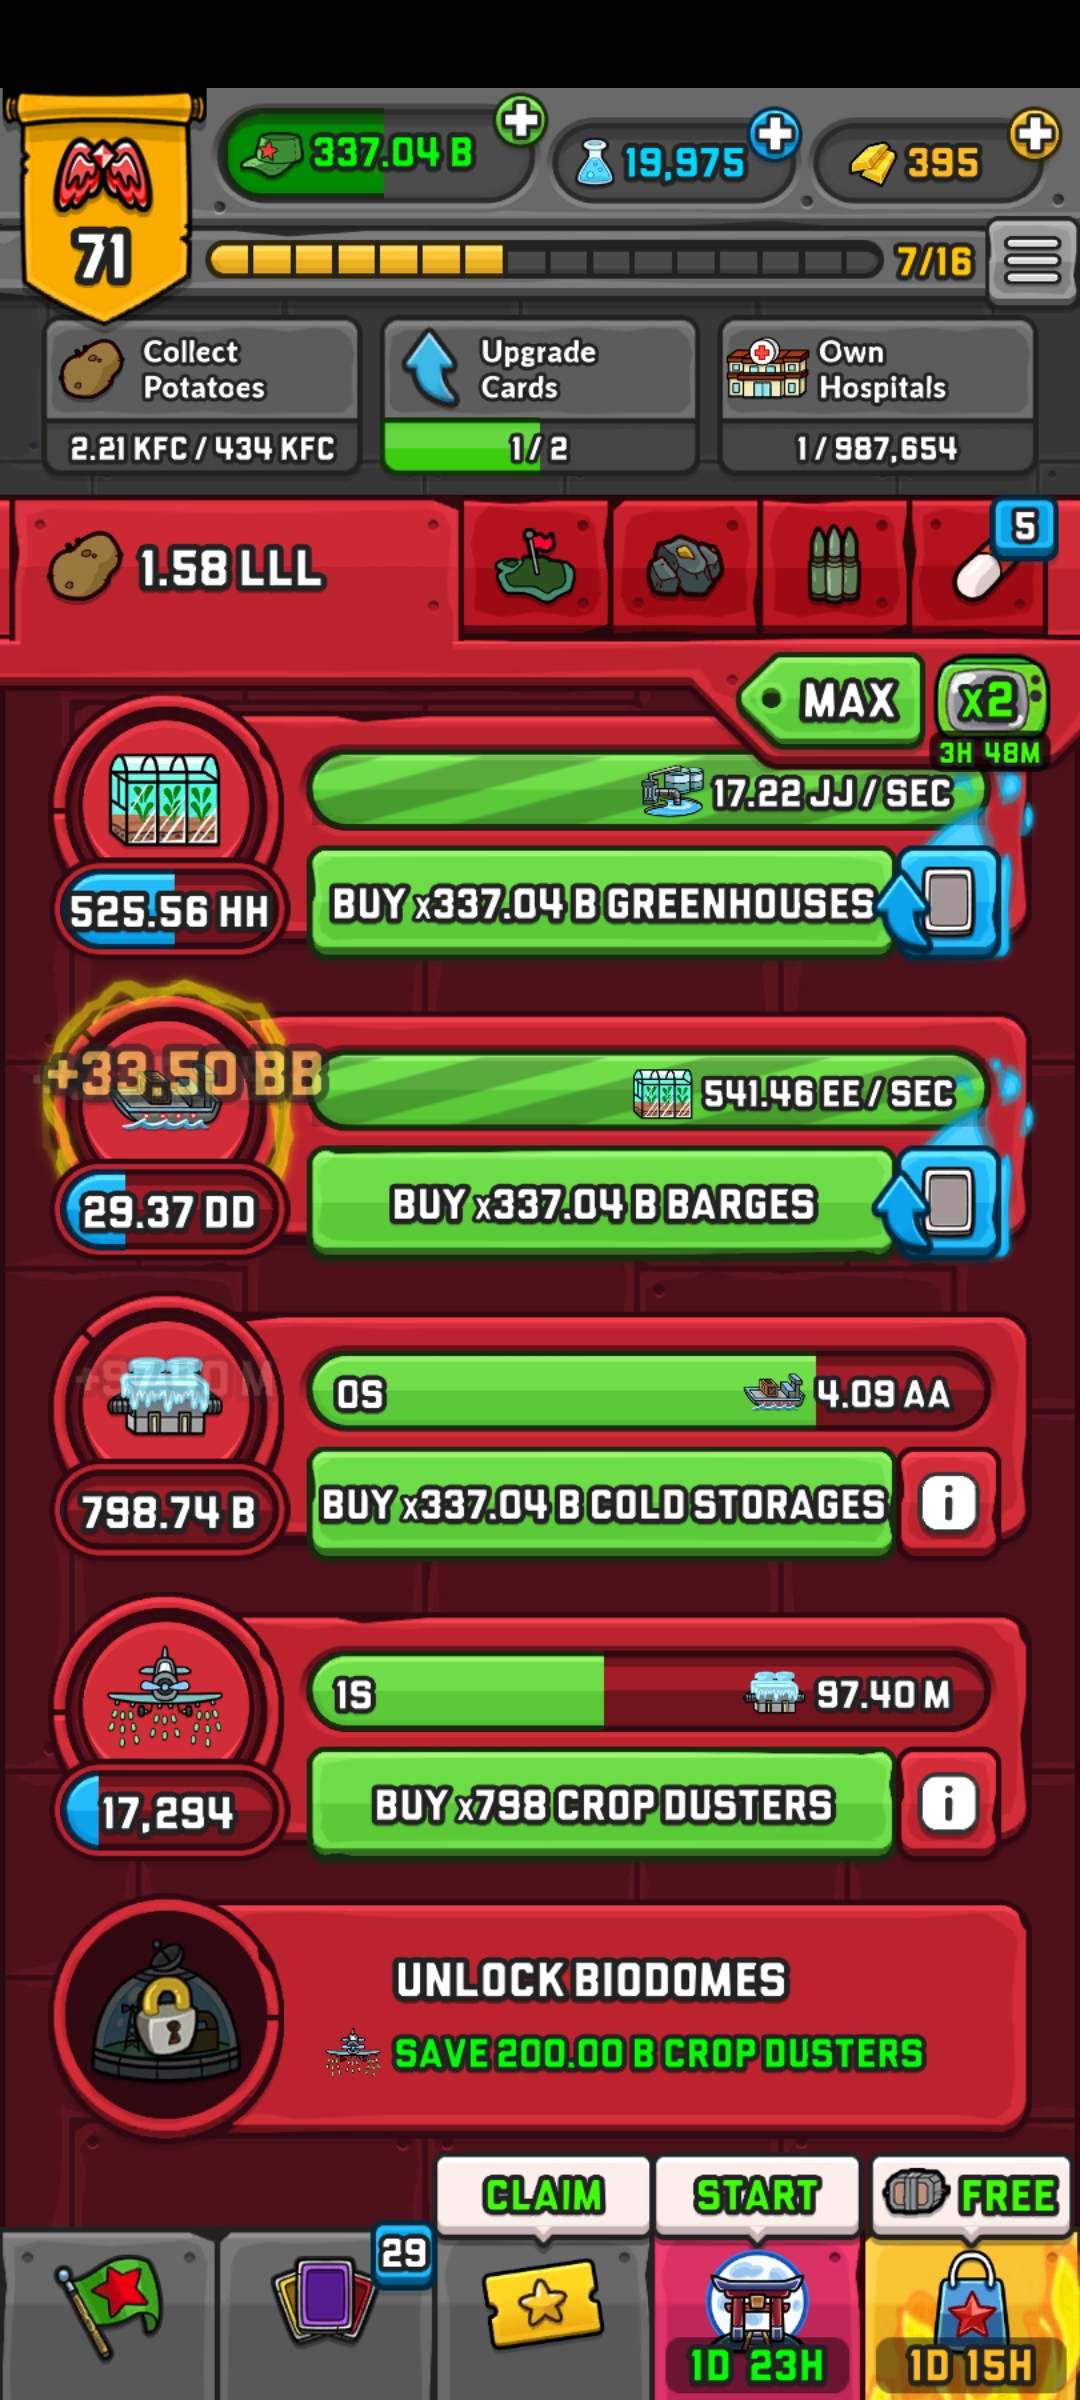 71
337.04 B
19,975
395
7/16
Collect
Potatoes
2.21 KFC / 434 KFC
Upgrade
Cards
1 / 2
Own
Hospitals
1 / 987,654
1.58 LLL
5
MAX
x2
3H 48M
17.22 JJ / SEC
525.56 HH
BUY x337.04 B GREENHOUSES
+33.50 BB
541.46 EE / SEC
29.37 DD
BUY x337.04 B BARGES
+97.40 M
0S
4.09 AA
798.74 B
BUY x337.04 B COLD STORAGES
i
1S
97.40 M
17,294
BUY x798 CROP DUSTERS
i
UNLOCK BIODOMES
SAVE 200.00 B CROP DUSTERS
CLAIM
START
FREE
29
1D 23H
1D 15H